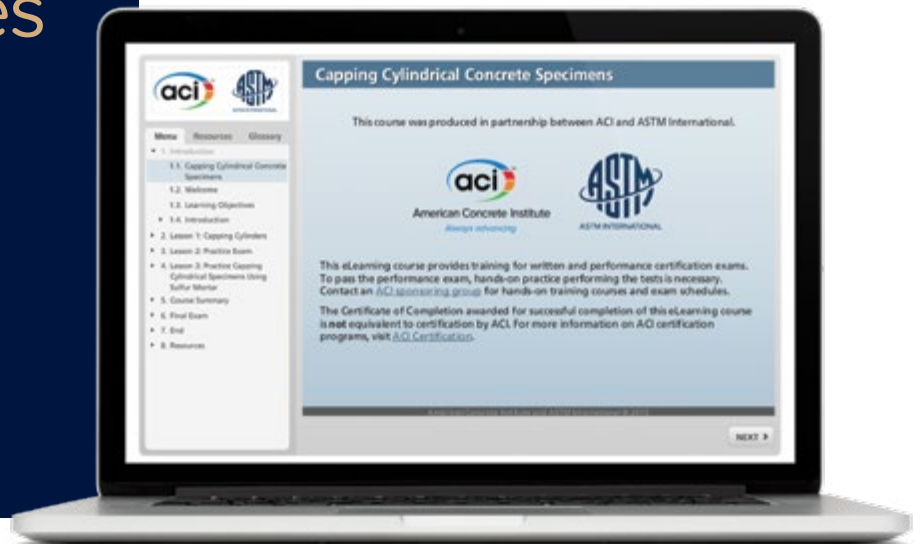 es
aci
ASTM
Menu Resources Glossary
1. Introduction
1.1. Capping Cylindrical Concrete
Specimens
1.2. Welcome
1.3. Learning Objectives
1.4. Introduction
2. Lesson 1: Capping Cylinders
3. Lesson 2: Practice Exam
4. Lesson 3: Practice Capping
Cylindrical Specimens Using
Sulfur Mortar
5. Course Summary
6. Final Exam
7. End
8. Resources
Capping Cylindrical Concrete Specimens
This course was produced in partnership between ACI and ASTM International.
aci
American Concrete Institute
Always advancing
ASTM
ASTM INTERNATIONAL
This eLearning course provides training for written and performance certification exams.
To pass the performance exam, hands-on practice performing the tests is necessary.
Contact an ACI sponsoring group for hands-on training courses and exam schedules.
The Certificate of Completion awarded for successful completion of this eLearning course
is not equivalent to certification by ACI. For more information on ACI certification
programs, visit ACI Certification.
NEXT